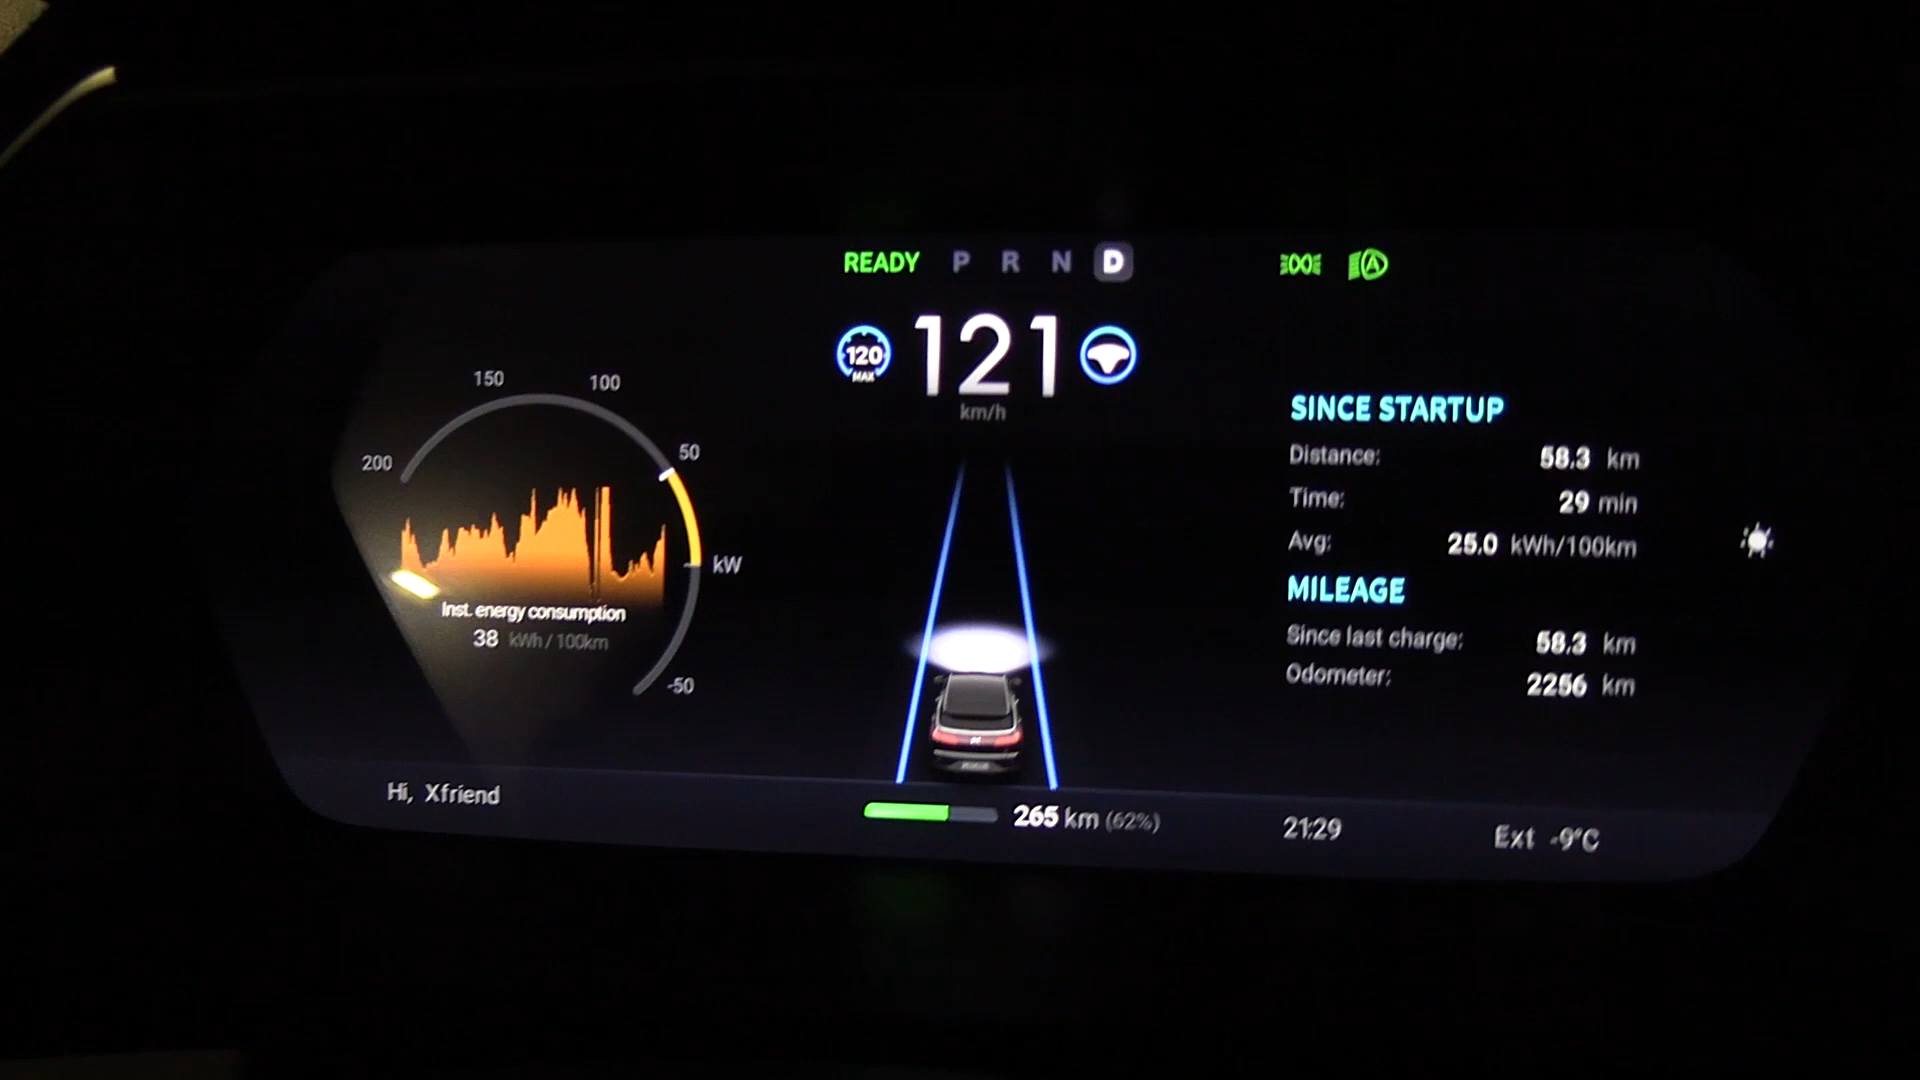 READY P R N D
120 MAX 121
km/h
150 100
200 50
kW
-50
Inst. energy consumption
38 kWh / 100km
SINCE STARTUP
Distance: 58.3 km
Time: 29 min
Avg: 25.0 kWh/100km
MILEAGE
Since last charge: 58.3 km
Odometer: 2256 km
Hi, Xfriend
265 km (62%)
21:29
Ext -9°C